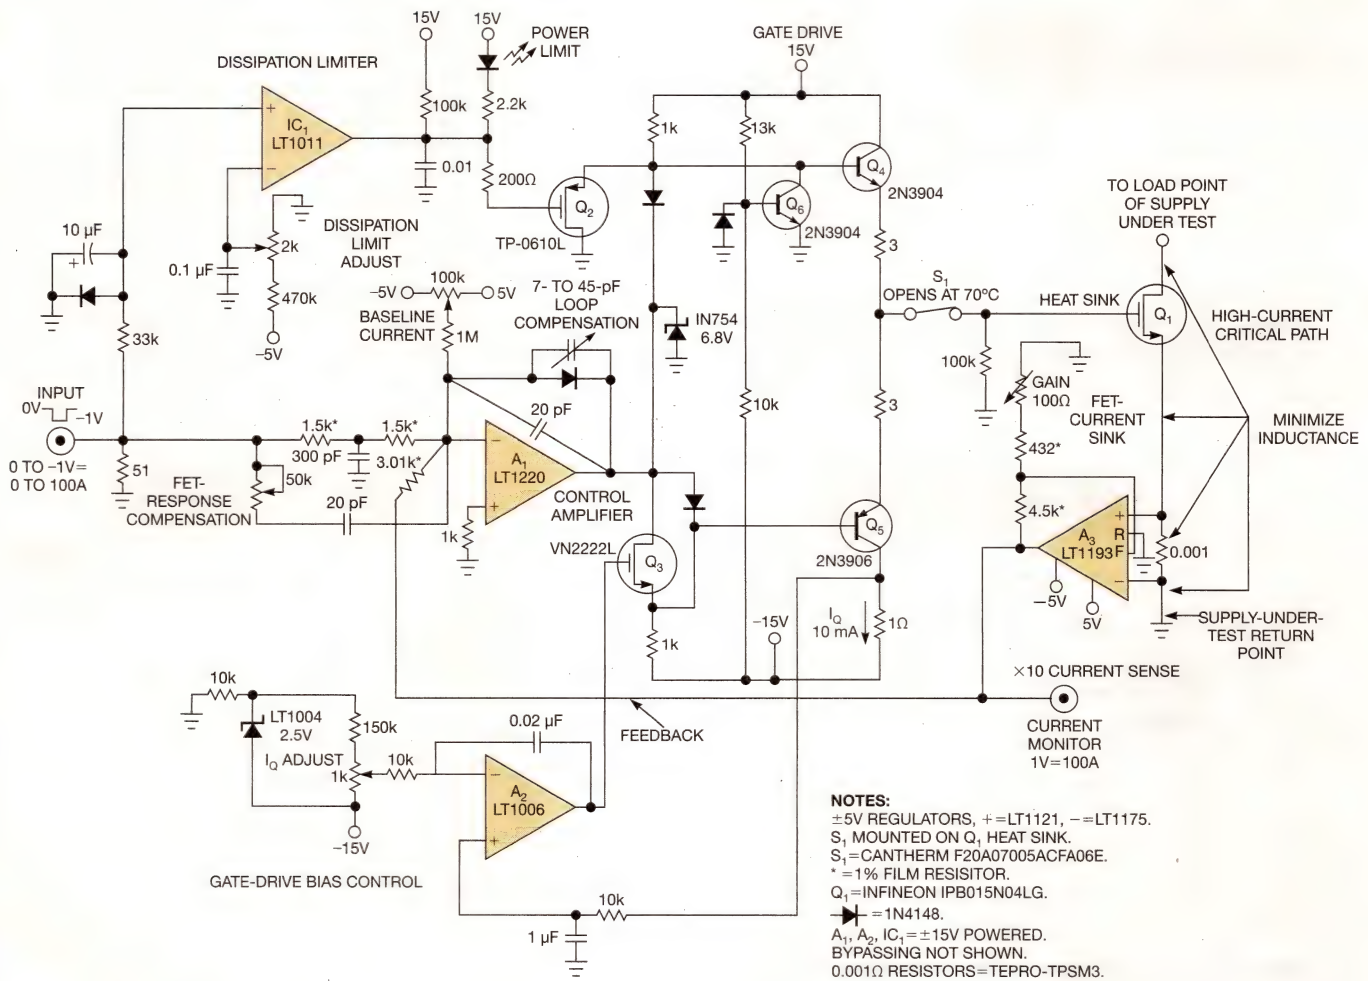 15V
15V
POWER
LIMIT
GATE DRIVE
15V
DISSIPATION LIMITER
+
IC1
LT1011
−
100k
2.2k
0.01
200Ω
1k
13k
Q4
2N3904
Q2
TP-0610L
Q6
2N3904
3
TO LOAD POINT
OF SUPPLY
UNDER TEST
10 μF
+
0.1 μF
2k
DISSIPATION
LIMIT
ADJUST
470k
−5V
33k
−5V
100k
5V
BASELINE
CURRENT
1M
7- TO 45-pF
LOOP
COMPENSATION
IN754
6.8V
S1
OPENS AT 70°C
HEAT SINK
Q1
HIGH-CURRENT
CRITICAL PATH
100k
GAIN
100Ω
FET-
CURRENT
SINK
MINIMIZE
INDUCTANCE
INPUT
0V
−1V
0 TO −1V=
0 TO 100A
51
FET-
RESPONSE
COMPENSATION
50k
20 pF
1.5k*
1.5k*
300 pF
3.01k*
20 pF
−
A1
LT1220
+
1k
CONTROL
AMPLIFIER
10k
3
432*
4.5k*
A3
LT1193
+
R
F
−
0.001
−5V
5V
SUPPLY-UNDER-
TEST RETURN
POINT
VN2222L
Q3
Q5
2N3906
1k
−15V
IQ
10 mA
1Ω
×10 CURRENT SENSE
CURRENT
MONITOR
1V=100A
FEEDBACK
10k
LT1004
2.5V
150k
IQ ADJUST
1k
10k
−15V
0.02 μF
−
A2
LT1006
+
GATE-DRIVE BIAS CONTROL
10k
1 μF
NOTES:
±5V REGULATORS, +=LT1121, −=LT1175.
S1 MOUNTED ON Q1 HEAT SINK.
S1=CANTHERM F20A07005ACFA06E.
* =1% FILM RESISITOR.
Q1=INFINEON IPB015N04LG.
=1N4148.
A1, A2, IC1=±15V POWERED.
BYPASSING NOT SHOWN.
0.001Ω RESISTORS=TEPRO-TPSM3.